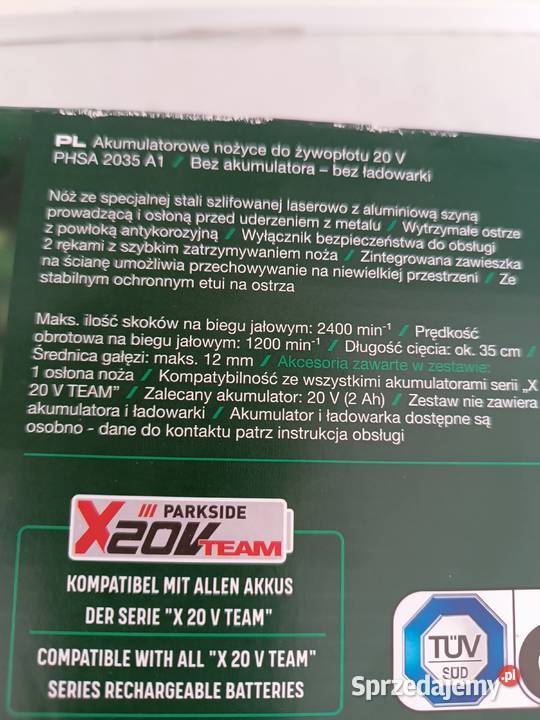 PL Akumulatorowe nożyce do żywopłotu 20 V
PHSA 2035 A1 / Bez akumulatora – bez ładowarki
Nóż ze specjalnej stali szlifowanej laserowo z aluminiową szyną
prowadzącą i osłoną przed uderzeniem z metalu / Wytrzymałe ostrze
z powłoką antykorozyjną / Wyłącznik bezpieczeństwa do obsługi
2 rękami z szybkim zatrzymywaniem noża / Zintegrowana zawieszka
na ścianę umożliwia przechowywanie na niewielkiej przestrzeni / Ze
stabilnym ochronnym etui na ostrza
Maks. ilość skoków na biegu jałowym: 2400 min⁻¹ / Prędkość
obrotowa na biegu jałowym: 1200 min⁻¹ / Długość cięcia: ok. 35 cm /
Średnica gałęzi: maks. 12 mm / Akcesoria zawarte w zestawie:
1 osłona noża / Kompatybilność ze wszystkimi akumulatorami serii „X
20 V TEAM” / Zalecany akumulator: 20 V (2 Ah) / Zestaw nie zawiera
akumulatora i ładowarki / Akumulator i ładowarka dostępne są
osobno - dane do kontaktu patrz instrukcja obsługi
/// PARKSIDE
X20V TEAM
KOMPATIBEL MIT ALLEN AKKUS
DER SERIE "X 20 V TEAM"
COMPATIBLE WITH ALL "X 20 V TEAM"
SERIES RECHARGEABLE BATTERIES
TÜV
SÜD
Sprzedajemy.pl